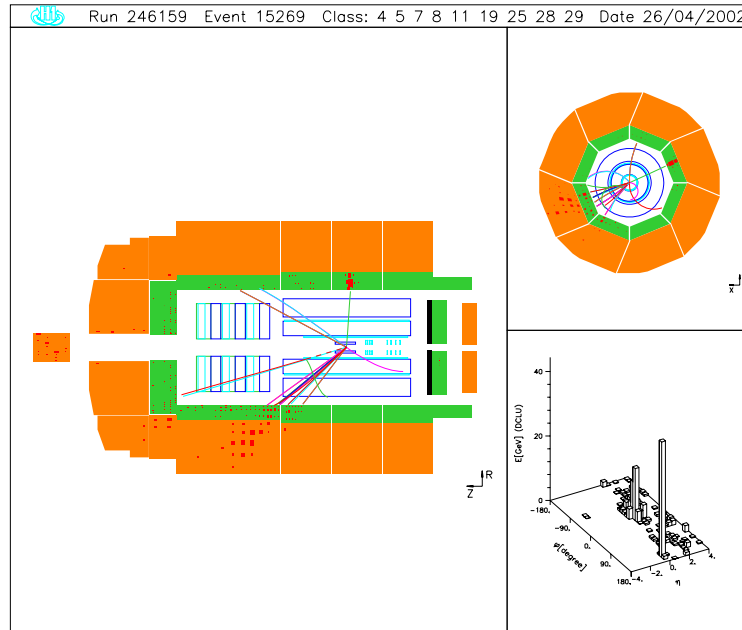 Run 246159 Event 15269 Class: 4 5 7 8 11 19 25 28 29 Date 26/04/2002
R
Z
X
E[GeV] (DCLU)
40
20
0
-180.
-90.
0.
90.
180.
φ[degree]
-4.
-2.
0.
2.
4.
η